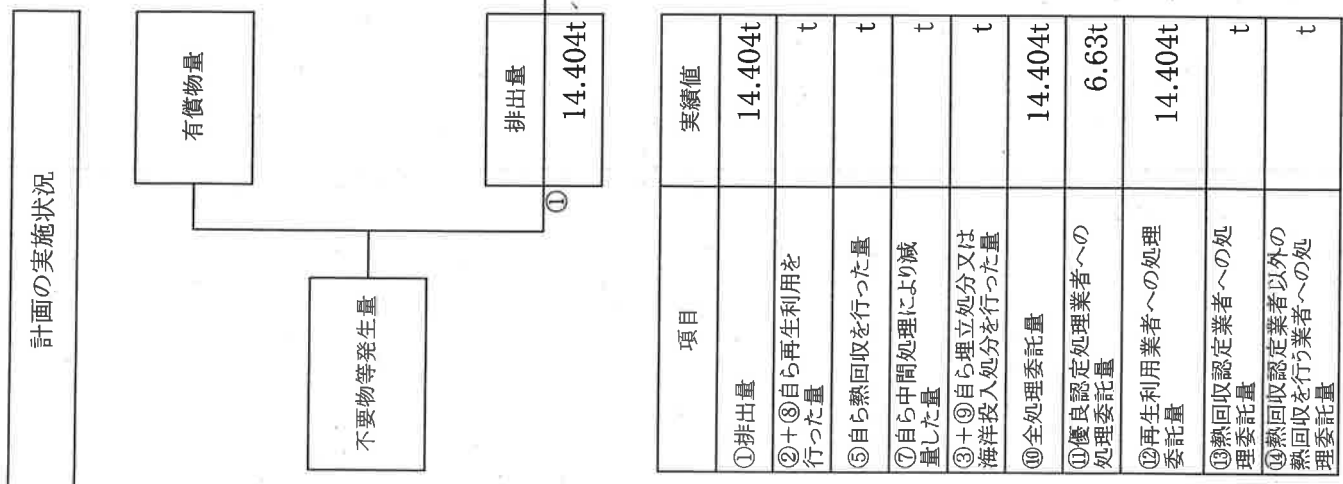 計画の実施状況
有償物量
不要物等発生量
排出量
①
14.404t
項目
実績値
①排出量
14.404t
②+⑧自ら再生利用を
行った量
t
⑤自ら熱回収を行った量
t
⑦自ら中間処理により減
量した量
t
③+⑨自ら埋立処分又は
海洋投入処分を行った量
t
⑩全処理委託量
14.404t
⑪優良認定処理業者への
処理委託量
6.63t
⑫再生利用業者への処理
委託量
14.404t
⑬熱回収認定業者への処
理委託量
t
⑭熱回収認定業者以外の
熱回収を行う業者への処
理委託量
t